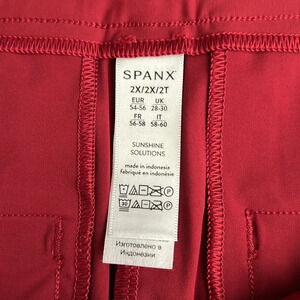 SPANX
2X/2X/2T
EUR UK
54-56 28-30
FR IT
56-58 58-60
SUNSHINE
SOLUTIONS
made in indonesia
fabriqué en indonésie
Изготовлено в
Индонезии